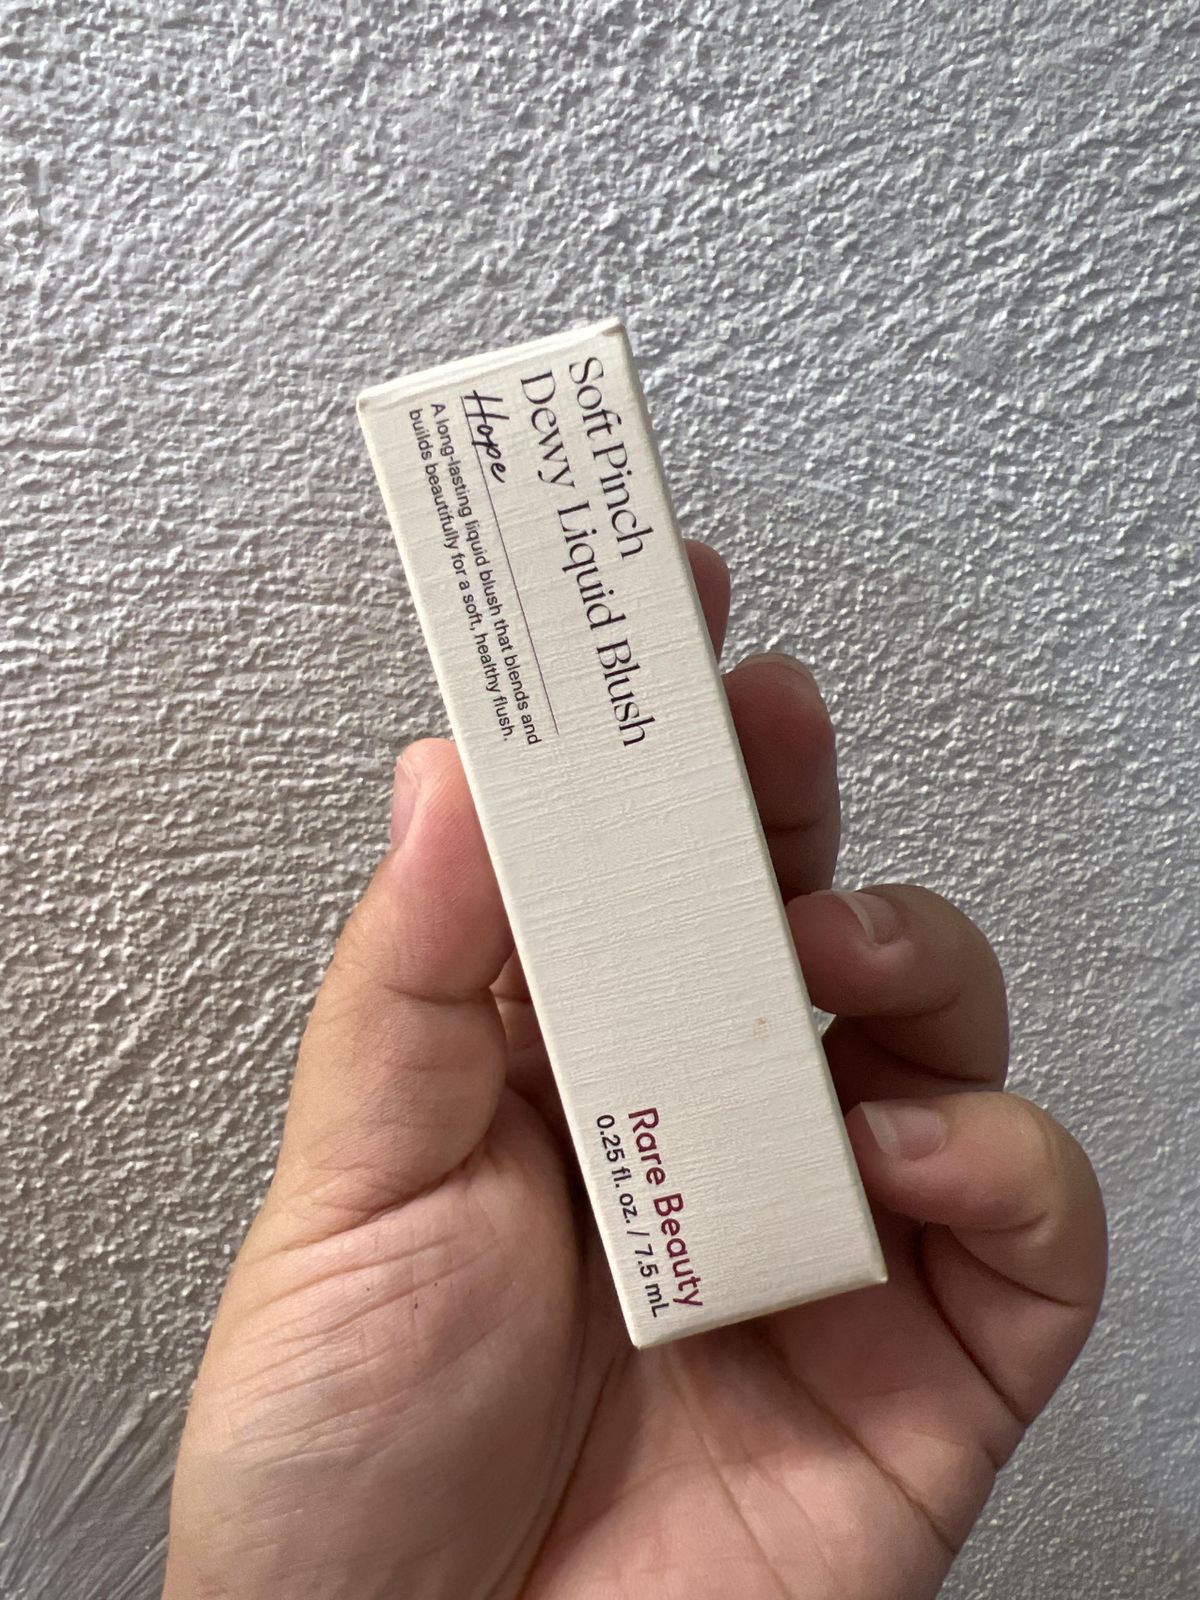 Soft Pinch
Dewy Liquid Blush
Hope
A long-lasting liquid blush that blends and
builds beautifully for a soft, healthy flush.
Rare Beauty
0.25 fl. oz. / 7.5 mL